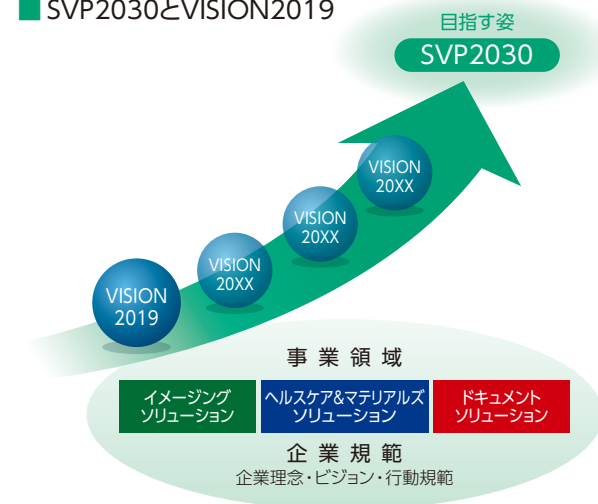 ■ SVP2030とVISION2019
目指す姿
SVP2030
VISION
20XX
VISION
20XX
VISION
20XX
VISION
2019
事業領域
イメージング
ソリューション
ヘルスケア&マテリアルズ
ソリューション
ドキュメント
ソリューション
企業規範
企業理念・ビジョン・行動規範